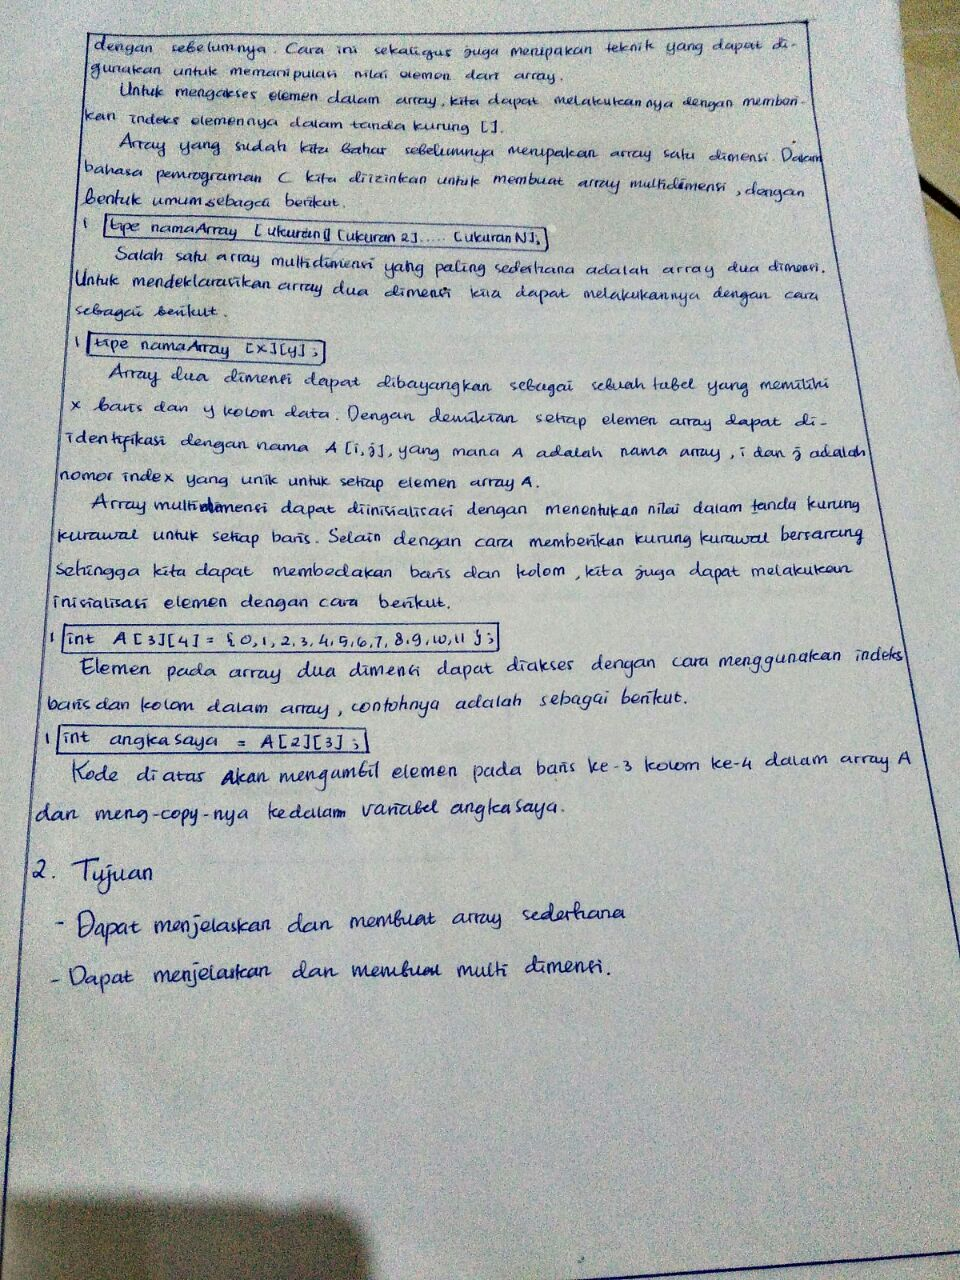 dengan sebelumnya. Cara ini sekaligus juga merupakan teknik yang dapat di-
gunakan untuk memanipulasi nilai elemen dari array.
Untuk mengakses elemen dalam array, kita dapat melakukannya dengan memberi-
kan indeks elemennya dalam tanda kurung [].
Array yang sudah kita bahas sebelumnya merupakan array satu dimensi. Dalam
bahasa pemrograman C kita diizinkan untuk membuat array multidimensi, dengan
bentuk umum sebagai berikut.
1 tipe namaArray [ukuran1] [ukuran 2]..... [ukuran N];
Salah satu array multidimensi yang paling sederhana adalah array dua dimensi.
Untuk mendeklarasikan array dua dimensi kita dapat melakukannya dengan cara
sebagai berikut.
1 tipe namaArray [x][y];
Array dua dimensi dapat dibayangkan sebagai sebuah tabel yang memiliki
x baris dan y kolom data. Dengan demikian setiap elemen array dapat di-
identifikasi dengan nama A[i,j], yang mana A adalah nama array, i dan j adalah
nomor index yang unik untuk setiap elemen array A.
Array multidimensi dapat diinisialisasi dengan menentukan nilai dalam tanda kurung
kurawal untuk setiap baris. Selain dengan cara memberikan kurung kurawal bersarang
sehingga kita dapat membedakan baris dan kolom, kita juga dapat melakukan
inisialisasi elemen dengan cara berikut.
1 int A[3][4] = {0,1,2,3,4,5,6,7,8,9,10,11};
Elemen pada array dua dimensi dapat diakses dengan cara menggunakan indeks
baris dan kolom dalam array, contohnya adalah sebagai berikut.
1 int angkasaya = A[2][3];
Kode di atas Akan mengambil elemen pada baris ke-3 kolom ke-4 dalam array A
dan meng-copy-nya kedalam variabel angkasaya.
2. Tujuan
- Dapat menjelaskan dan membuat array sederhana
- Dapat menjelaskan dan membuat multi dimensi.